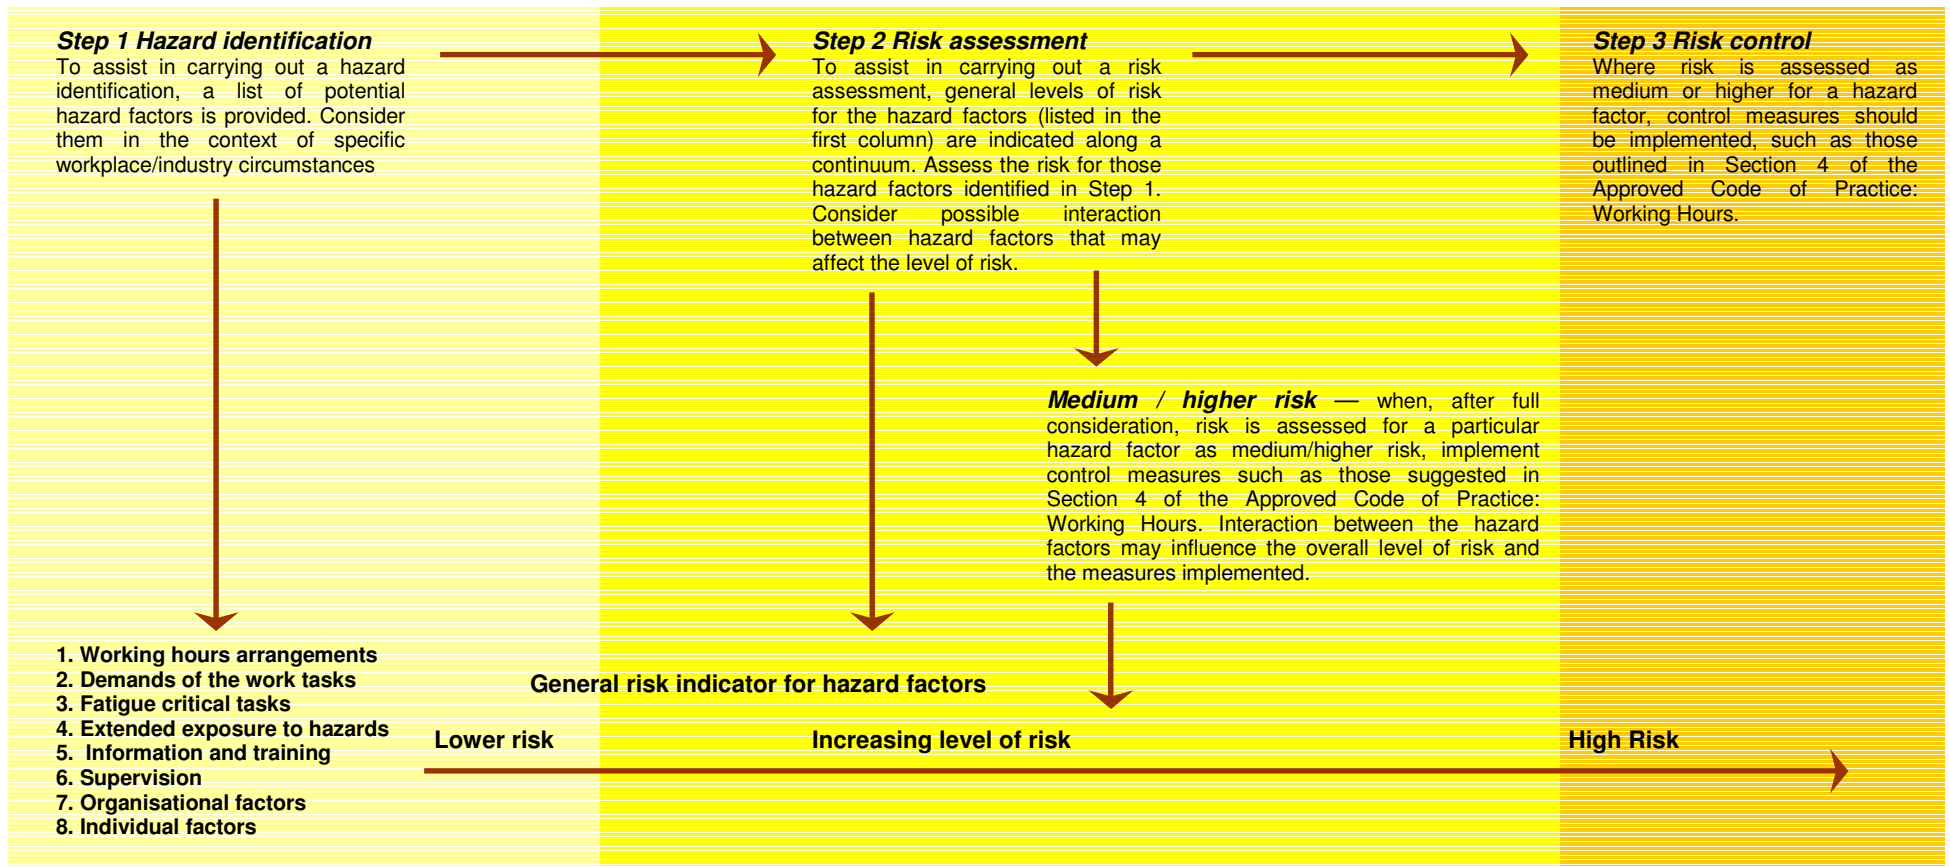 Step 1 Hazard identification
To assist in carrying out a hazard
identification, a list of potential
hazard factors is provided. Consider
them in the context of specific
workplace/industry circumstances
Step 2 Risk assessment
To assist in carrying out a risk
assessment, general levels of risk
for the hazard factors (listed in the
first column) are indicated along a
continuum. Assess the risk for those
hazard factors identified in Step 1.
Consider possible interaction
between hazard factors that may
affect the level of risk.
Step 3 Risk control
Where risk is assessed as
medium or higher for a hazard
factor, control measures should
be implemented, such as those
outlined in Section 4 of the
Approved Code of Practice:
Working Hours.
Medium / higher risk — when, after full
consideration, risk is assessed for a particular
hazard factor as medium/higher risk, implement
control measures such as those suggested in
Section 4 of the Approved Code of Practice:
Working Hours. Interaction between the hazard
factors may influence the overall level of risk and
the measures implemented.
1. Working hours arrangements
2. Demands of the work tasks
3. Fatigue critical tasks
4. Extended exposure to hazards
5. Information and training
6. Supervision
7. Organisational factors
8. Individual factors
General risk indicator for hazard factors
Lower risk
Increasing level of risk
High Risk